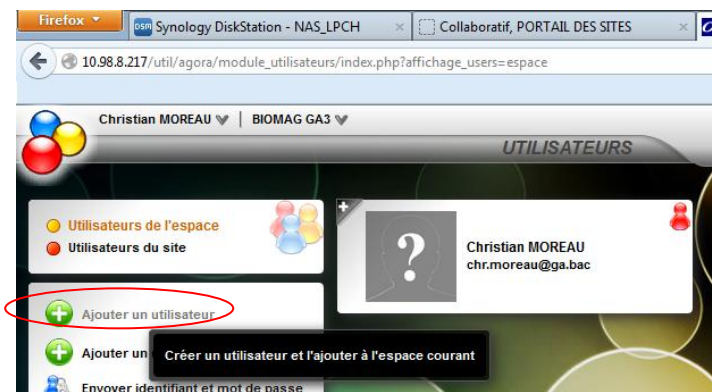 Firefox
DSM Synology DiskStation - NAS_LPCH
Collaboratif, PORTAIL DES SITES
10.98.8.217/util/agora/module_utilisateurs/index.php?affichage_users=espace
Christian MOREAU | BIOMAG GA3
UTILISATEURS
Utilisateurs de l'espace
Utilisateurs du site
Christian MOREAU
chr.moreau@ga.bac
Ajouter un utilisateur
Ajouter un
Créer un utilisateur et l'ajouter à l'espace courant
Envoyer identifiant et mot de passe